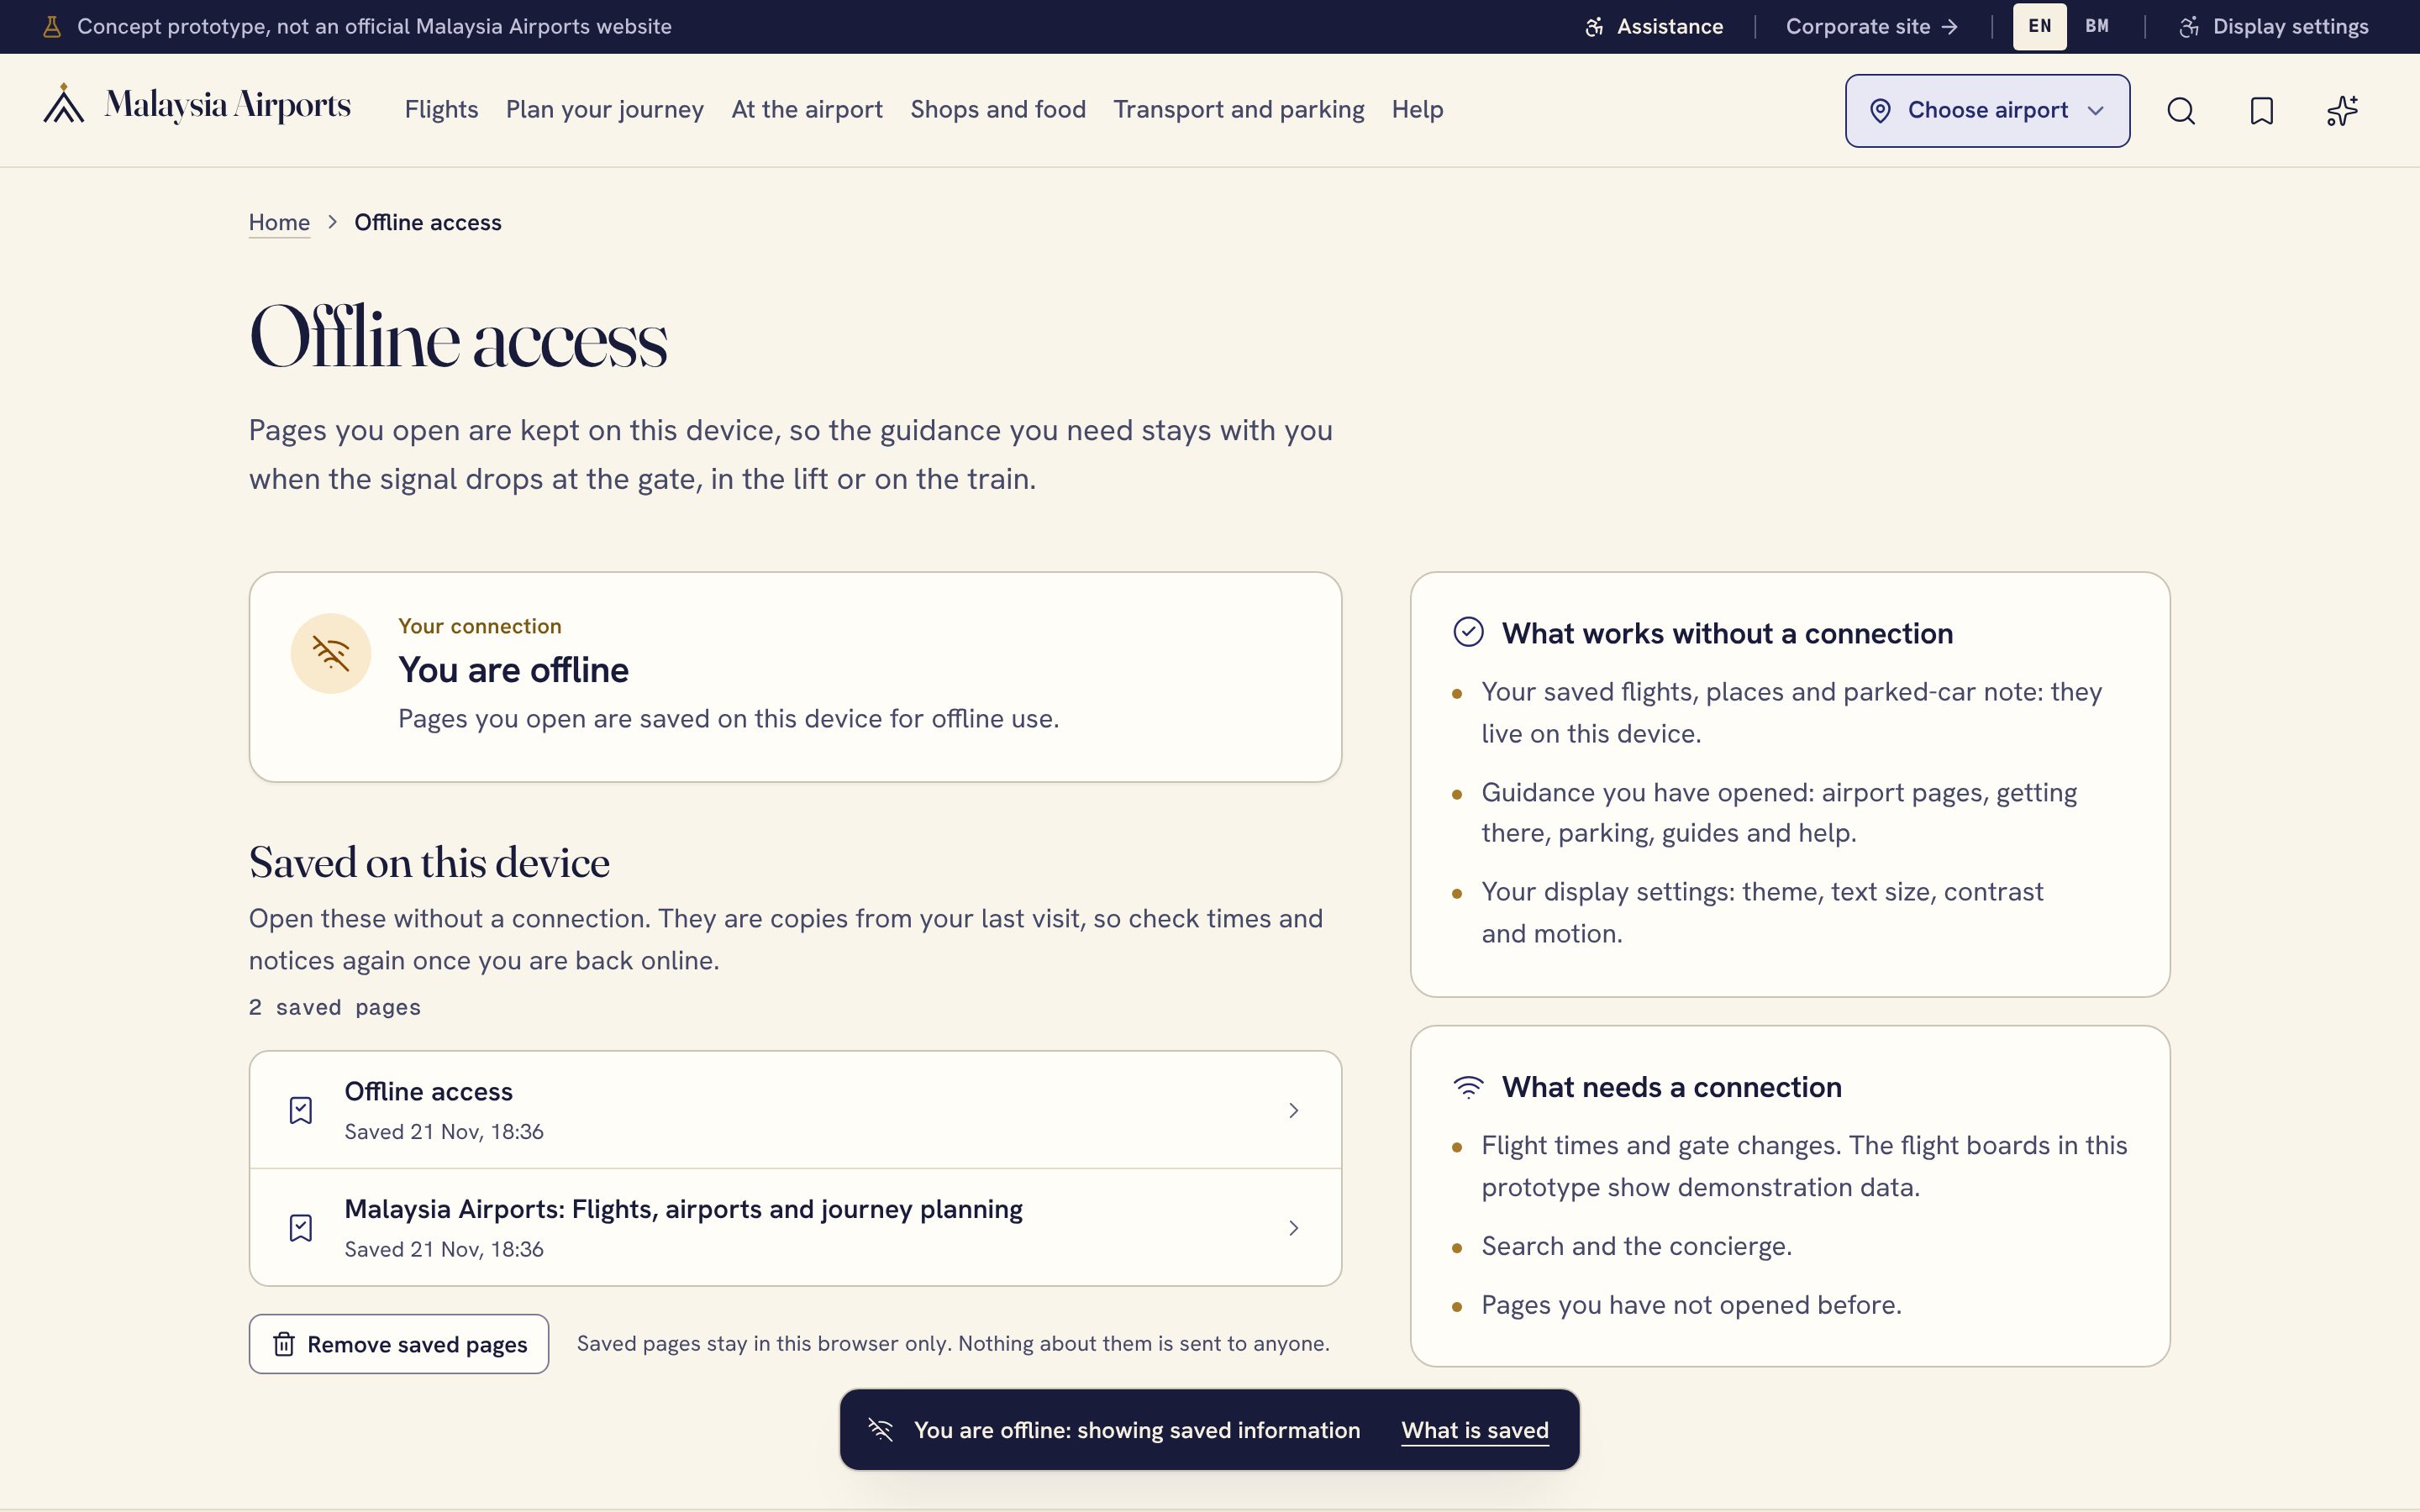 Concept prototype, not an official Malaysia Airports website
Assistance
Corporate site →
EN
BM
Display settings
Malaysia Airports
Flights
Plan your journey
At the airport
Shops and food
Transport and parking
Help
Choose airport
Home
Offline access
Offline access
Pages you open are kept on this device, so the guidance you need stays with you
when the signal drops at the gate, in the lift or on the train.
Your connection
You are offline
Pages you open are saved on this device for offline use.
Saved on this device
Open these without a connection. They are copies from your last visit, so check times and
notices again once you are back online.
2 saved pages
Offline access
Saved 21 Nov, 18:36
Malaysia Airports: Flights, airports and journey planning
Saved 21 Nov, 18:36
Remove saved pages
Saved pages stay in this browser only. Nothing about them is sent to anyone.
What works without a connection
Your saved flights, places and parked-car note: they
live on this device.
Guidance you have opened: airport pages, getting
there, parking, guides and help.
Your display settings: theme, text size, contrast
and motion.
What needs a connection
Flight times and gate changes. The flight boards in this
prototype show demonstration data.
Search and the concierge.
Pages you have not opened before.
You are offline: showing saved information
What is saved